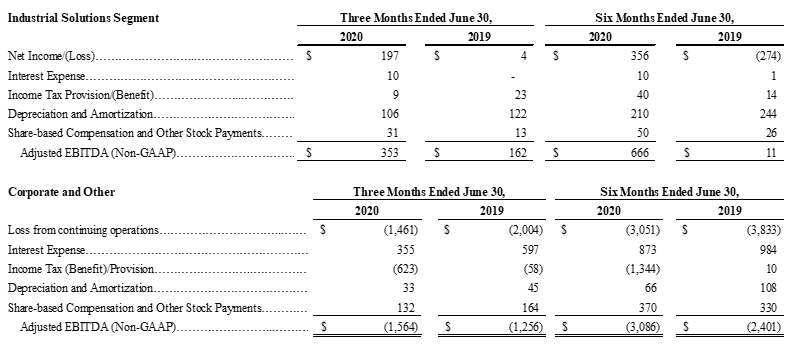 Industrial Solutions Segment Three Months Ended June 30, Six Months Ended June 30,
2020 2019 2020 2019
Net Income/(Loss) $ 197 $ 4 $ 356 $ (274)
Interest Expense 10 - 10 1
Income Tax Provision/(Benefit) 9 23 40 14
Depreciation and Amortization 106 122 210 244
Share-based Compensation and Other Stock Payments 31 13 50 26
Adjusted EBITDA (Non-GAAP) $ 353 $ 162 $ 666 $ 11
Corporate and Other Three Months Ended June 30, Six Months Ended June 30,
2020 2019 2020 2019
Loss from continuing operations $ (1,461) $ (2,004) $ (3,051) $ (3,833)
Interest Expense 355 597 873 984
Income Tax (Benefit)/Provision (623) (58) (1,344) 10
Depreciation and Amortization 33 45 66 108
Share-based Compensation and Other Stock Payments 132 164 370 330
Adjusted EBITDA (Non-GAAP) $ (1,564) $ (1,256) $ (3,086) $ (2,401)